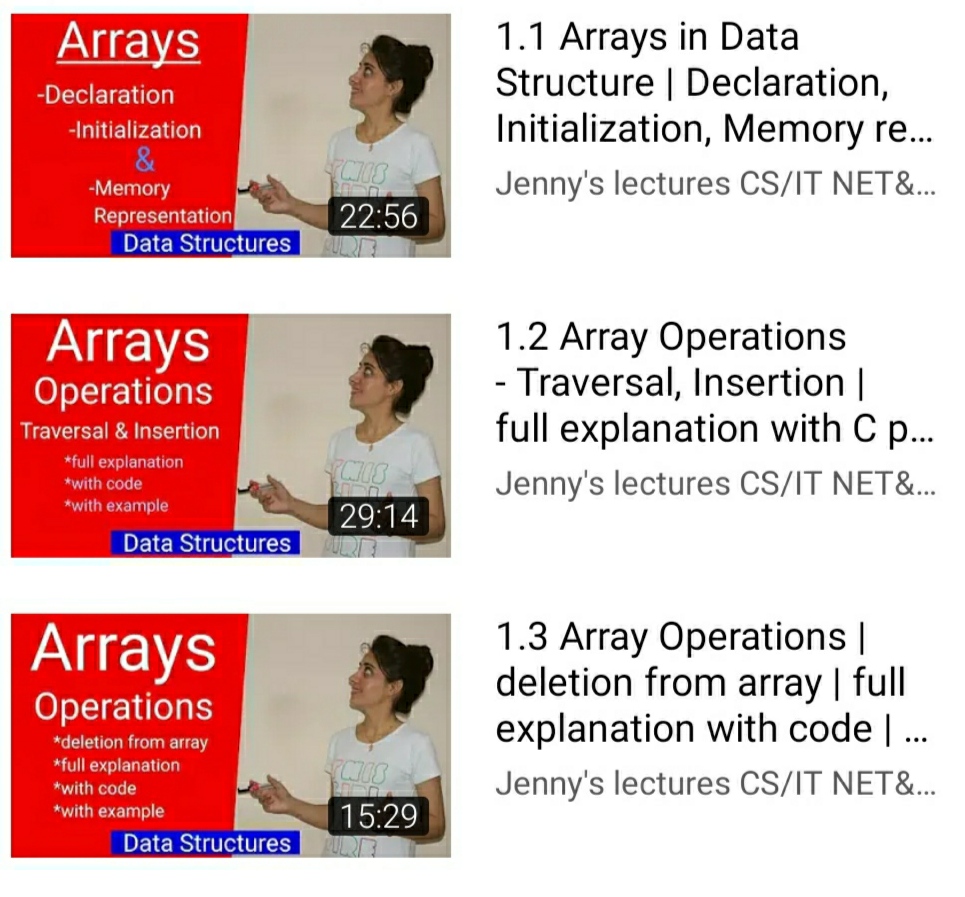 Arrays
-Declaration
-Initialization
&
-Memory
Representation
Data Structures
22:56
1.1 Arrays in Data
Structure | Declaration,
Initialization, Memory re...
Jenny's lectures CS/IT NET&...
Arrays
Operations
Traversal & Insertion
*full explanation
*with code
*with example
Data Structures
29:14
1.2 Array Operations
- Traversal, Insertion |
full explanation with C p...
Jenny's lectures CS/IT NET&...
Arrays
Operations
*deletion from array
*full explanation
*with code
*with example
Data Structures
15:29
1.3 Array Operations |
deletion from array | full
explanation with code | ...
Jenny's lectures CS/IT NET&...